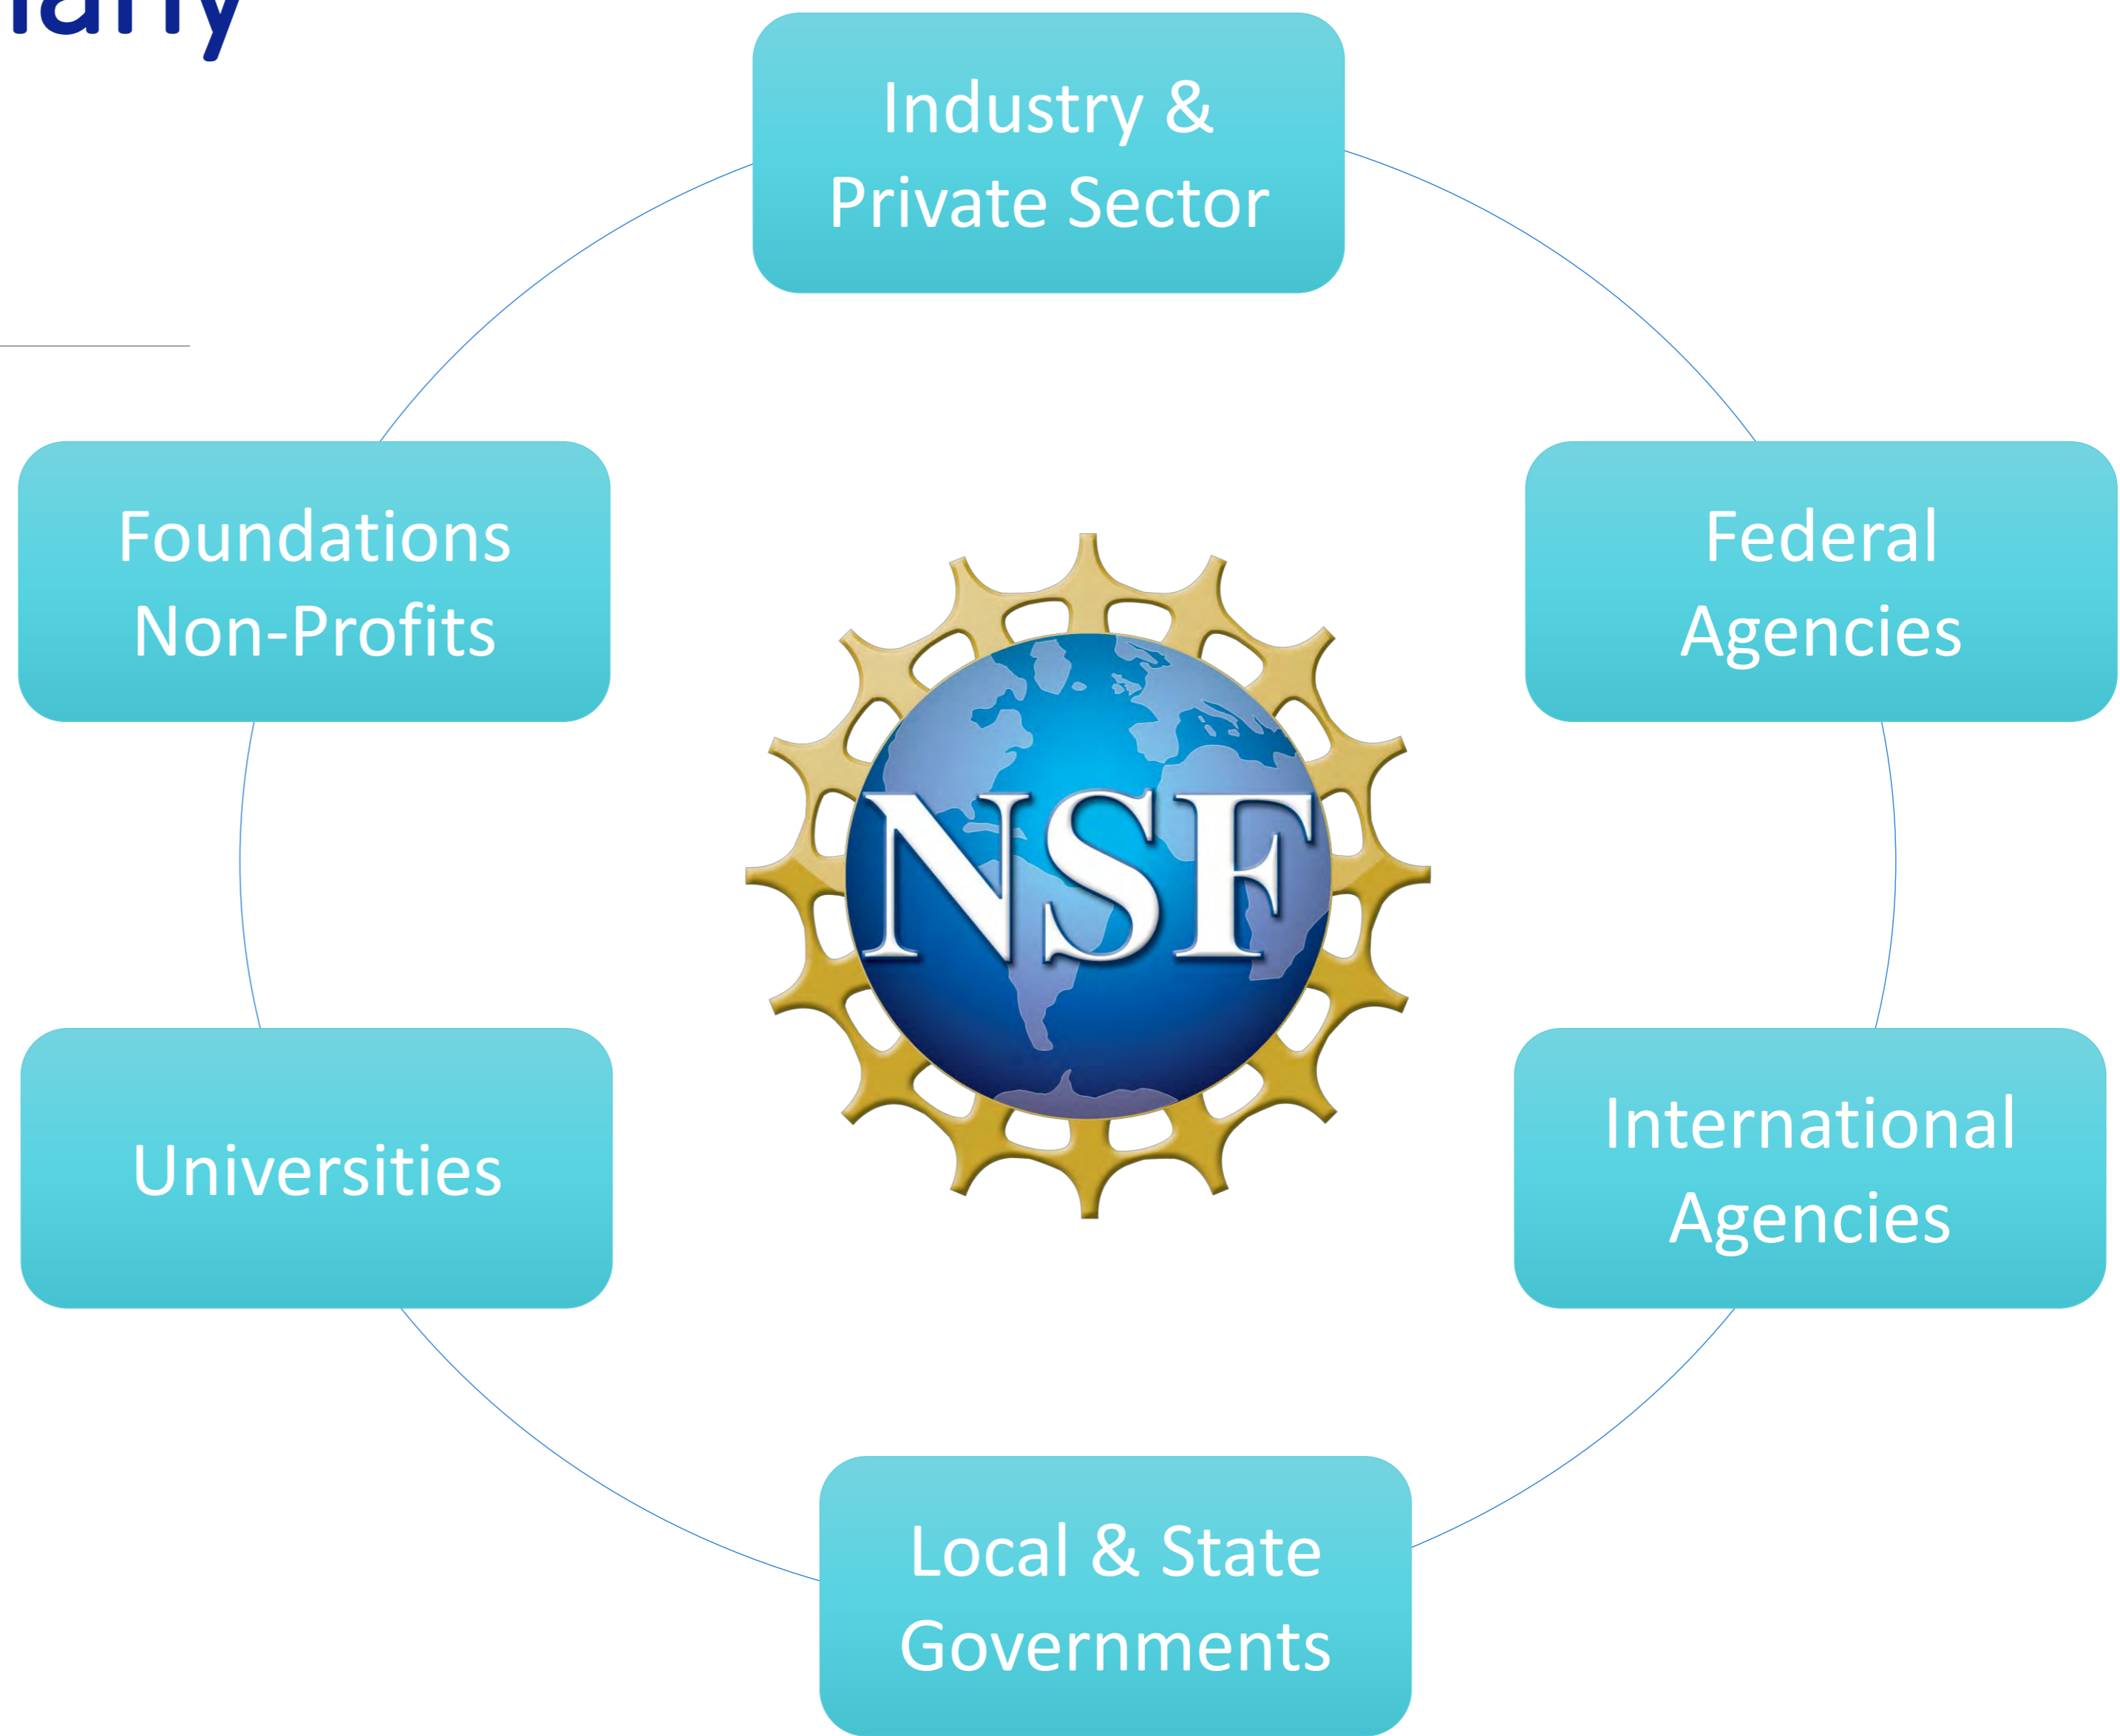 Industry &
Private Sector
Foundations
Non-Profits
Federal
Agencies
NSF
Universities
International
Agencies
Local & State
Governments